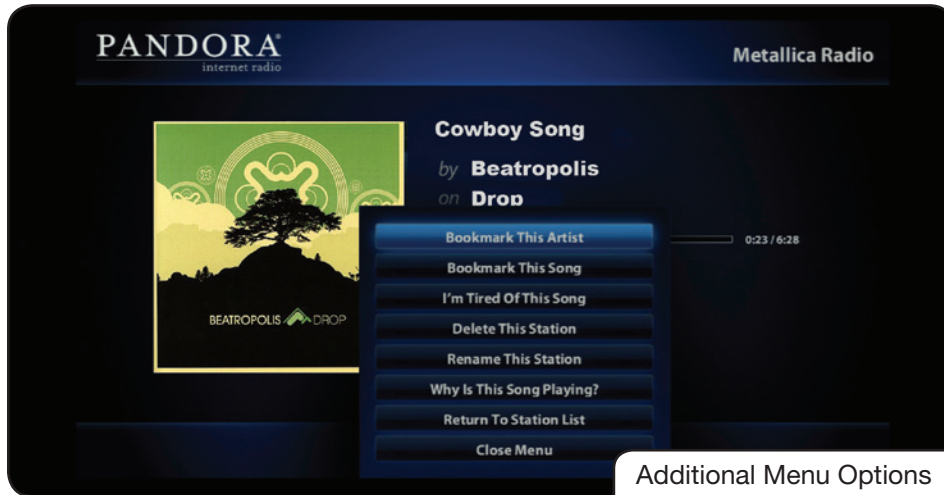 PANDORA®
internet radio
Metallica Radio
Cowboy Song
by Beatropolis
on Drop
0:23 / 6:28
BEATROPOLIS DROP
Bookmark This Artist
Bookmark This Song
I'm Tired Of This Song
Delete This Station
Rename This Station
Why Is This Song Playing?
Return To Station List
Close Menu
Additional Menu Options